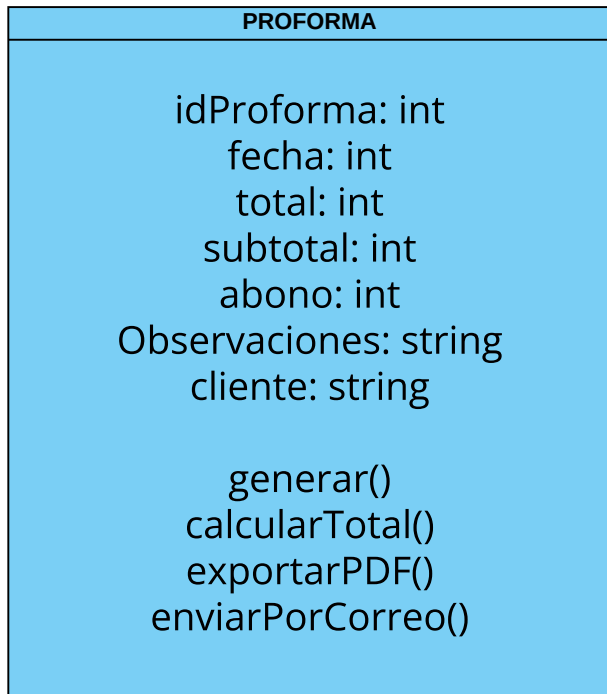 PROFORMA
idProforma: int
fecha: int
total: int
subtotal: int
abono: int
Observaciones: string
cliente: string
generar()
calcularTotal()
exportarPDF()
enviarPorCorreo()